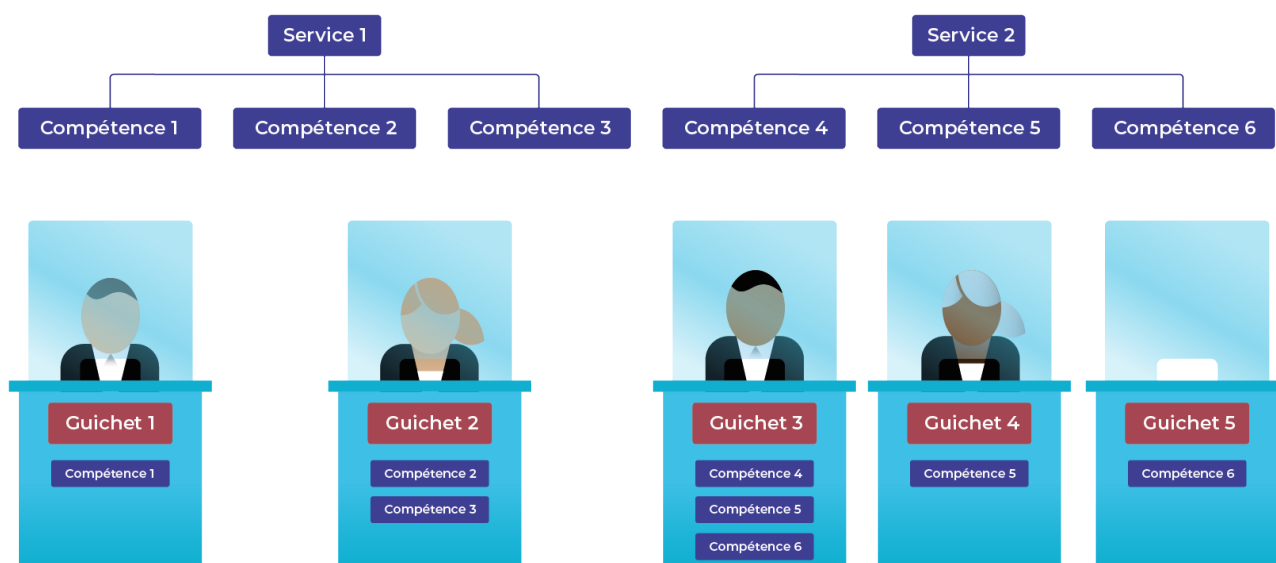 Service 1
Service 2
Compétence 1
Compétence 2
Compétence 3
Compétence 4
Compétence 5
Compétence 6
Guichet 1
Guichet 2
Guichet 3
Guichet 4
Guichet 5
Compétence 1
Compétence 2
Compétence 4
Compétence 5
Compétence 6
Compétence 3
Compétence 5
Compétence 6